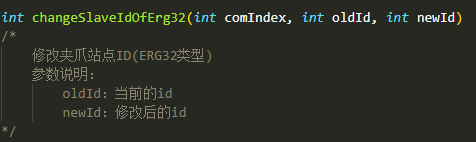 int changeSlaveIdOfErg32(int comIndex, int oldId, int newId)
/*
修改夹爪站点ID(ERG32类型)
参数说明:
oldId: 当前的id
newId: 修改后的id
*/